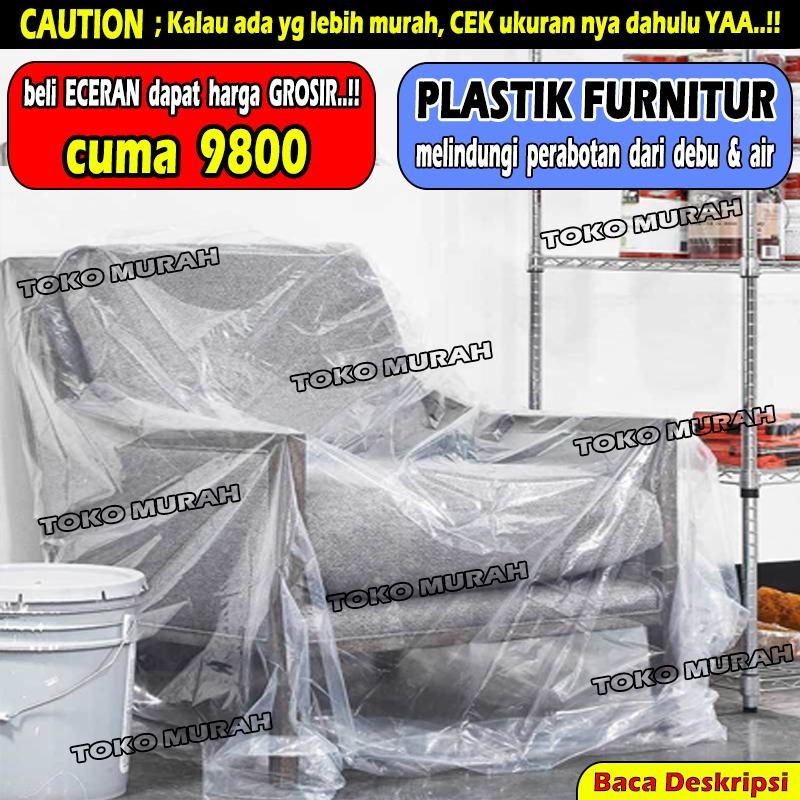 CAUTION ; Kalau ada yg lebih murah, CEK ukuran nya dahulu YAA..!!
beli ECERAN dapat harga GROSIR..!!
cuma 9800
PLASTIK FURNITUR
melindungi perabotan dari debu & air
TOKO MURAH
TOKO MURAH
TOKO MURAH
TOKO MURAH
TOKO MURAH
TOKO MURAH
TOKO MURAH
TOKO MURAH
Baca Deskripsi